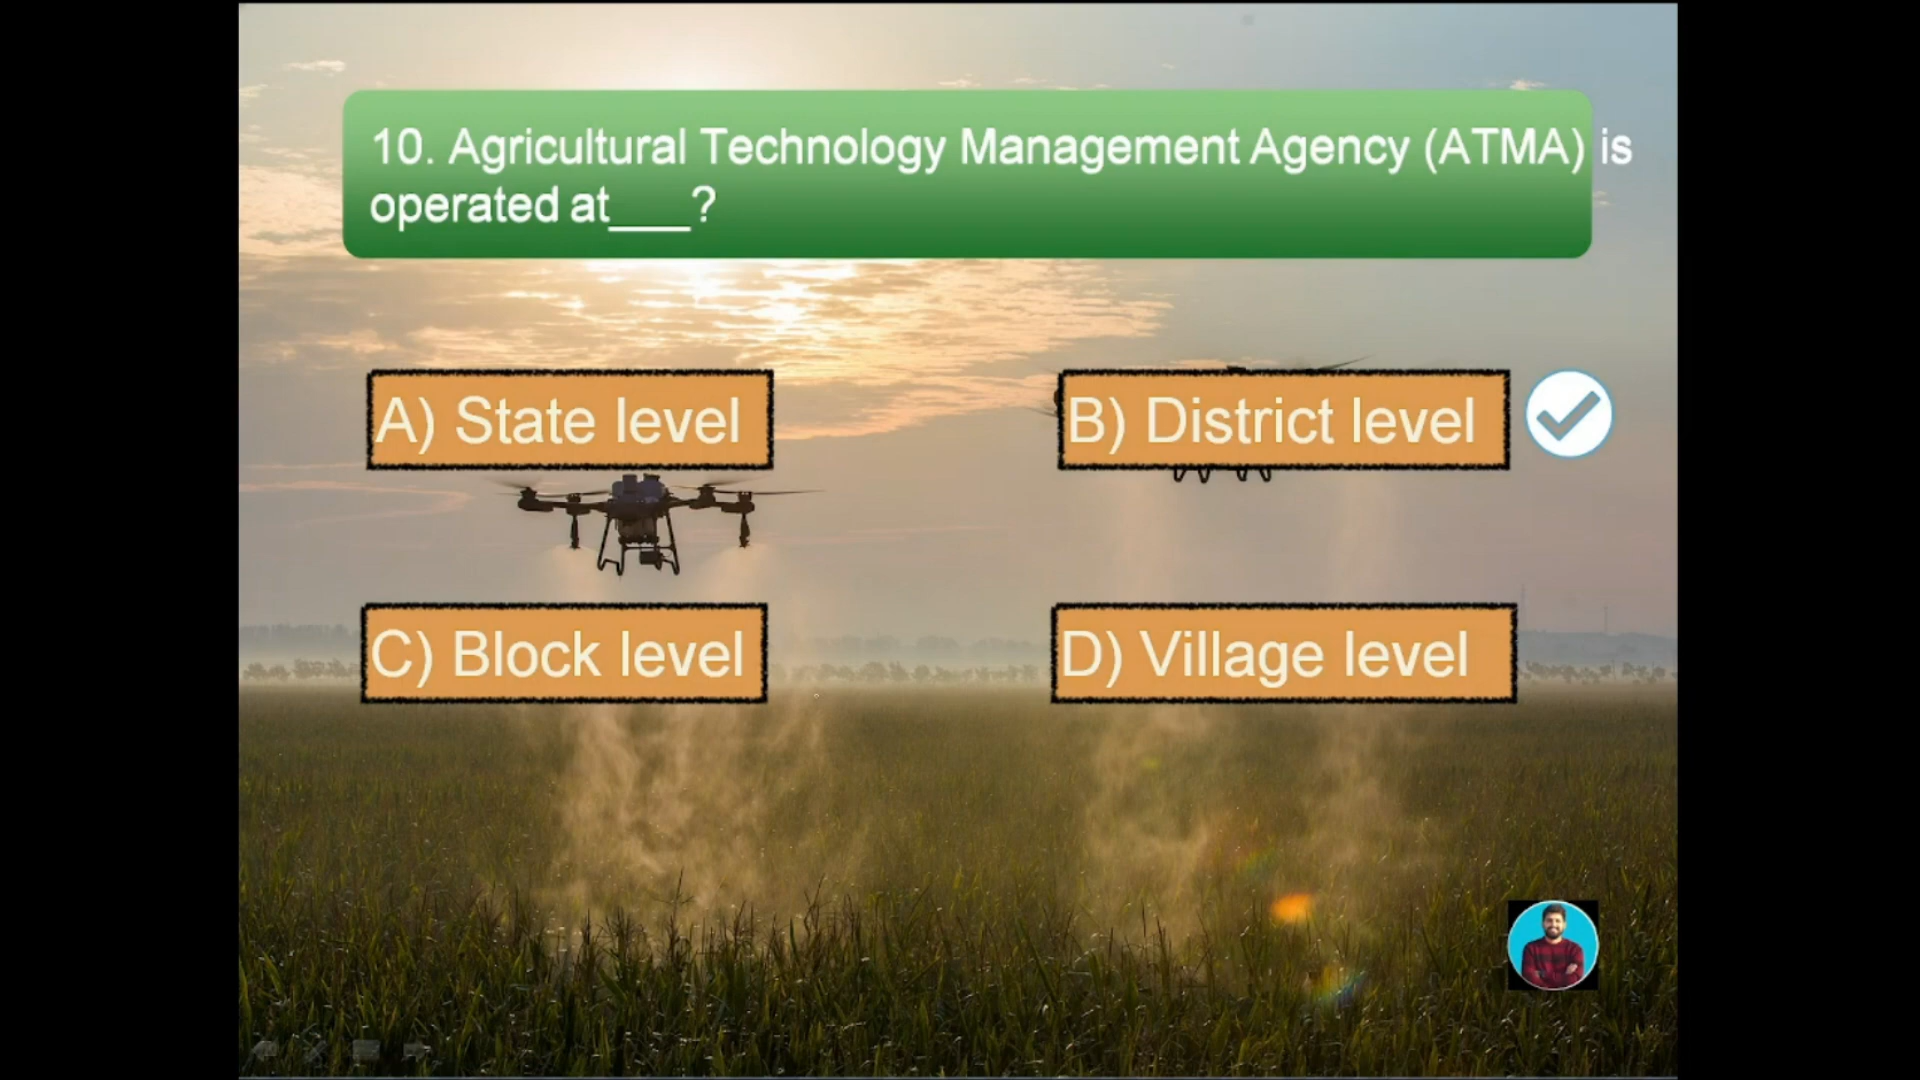 10. Agricultural Technology Management Agency (ATMA) is
operated at___?
A) State level
B) District level
C) Block level
D) Village level